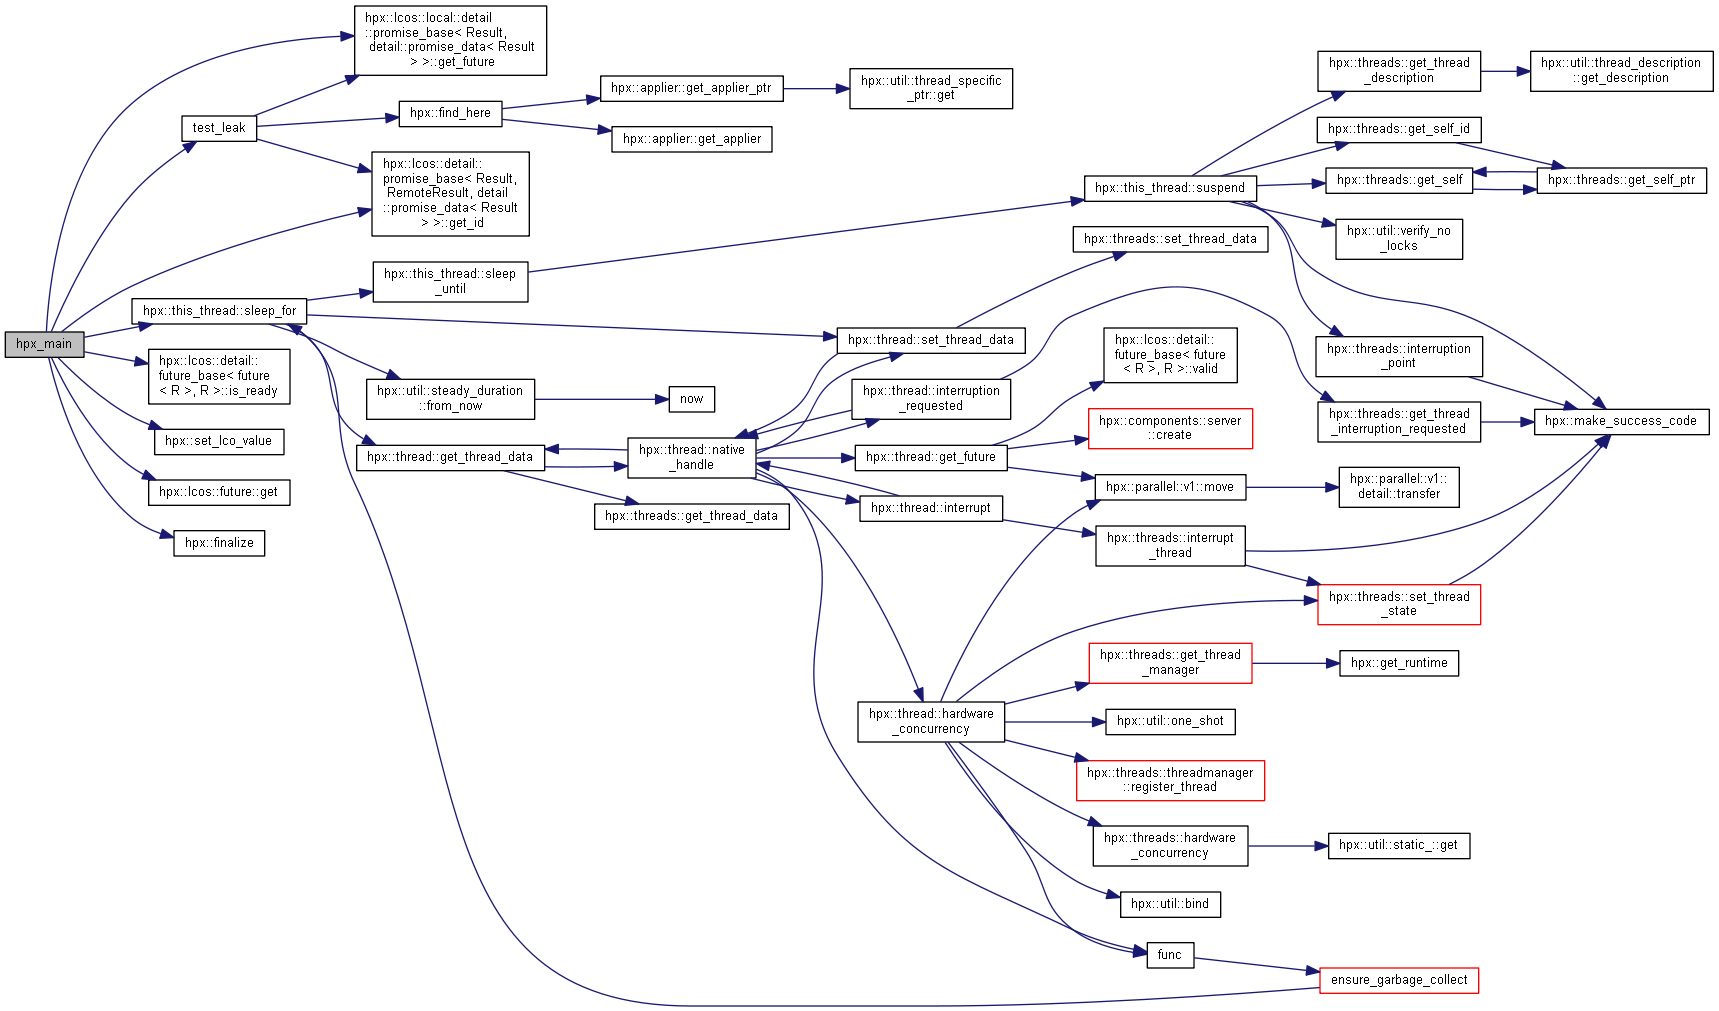 hpx_main
hpx::lcos::local::detail
::promise_base< Result,
detail::promise_data< Result
> >::get_future
test_leak
hpx::find_here
hpx::applier::get_applier_ptr
hpx::util::thread_specific
_ptr::get
hpx::applier::get_applier
hpx::lcos::detail::
promise_base< Result,
RemoteResult, detail
::promise_data< Result
> >::get_id
hpx::this_thread::sleep_for
hpx::this_thread::sleep
_until
hpx::lcos::detail::
future_base< future
< R >, R >::is_ready
hpx::set_lco_value
hpx::lcos::future::get
hpx::finalize
hpx::util::steady_duration
::from_now
now
hpx::thread::get_thread_data
hpx::threads::get_thread_data
hpx::thread::native
_handle
hpx::thread::set_thread_data
hpx::thread::interruption
_requested
hpx::thread::get_future
hpx::thread::interrupt
hpx::thread::hardware
_concurrency
hpx::this_thread::suspend
hpx::threads::set_thread_data
hpx::lcos::detail::
future_base< future
< R >, R >::valid
hpx::components::server
::create
hpx::parallel::v1::move
hpx::threads::interrupt
_thread
hpx::threads::get_thread
_manager
hpx::util::one_shot
hpx::threads::threadmanager
::register_thread
hpx::threads::hardware
_concurrency
hpx::util::bind
func
hpx::threads::get_thread
_description
hpx::util::thread_description
::get_description
hpx::threads::get_self_id
hpx::threads::get_self
hpx::threads::get_self_ptr
hpx::util::verify_no
_locks
hpx::threads::interruption
_point
hpx::threads::get_thread
_interruption_requested
hpx::make_success_code
hpx::parallel::v1::
detail::transfer
hpx::threads::set_thread
_state
hpx::get_runtime
hpx::util::static_::get
ensure_garbage_collect